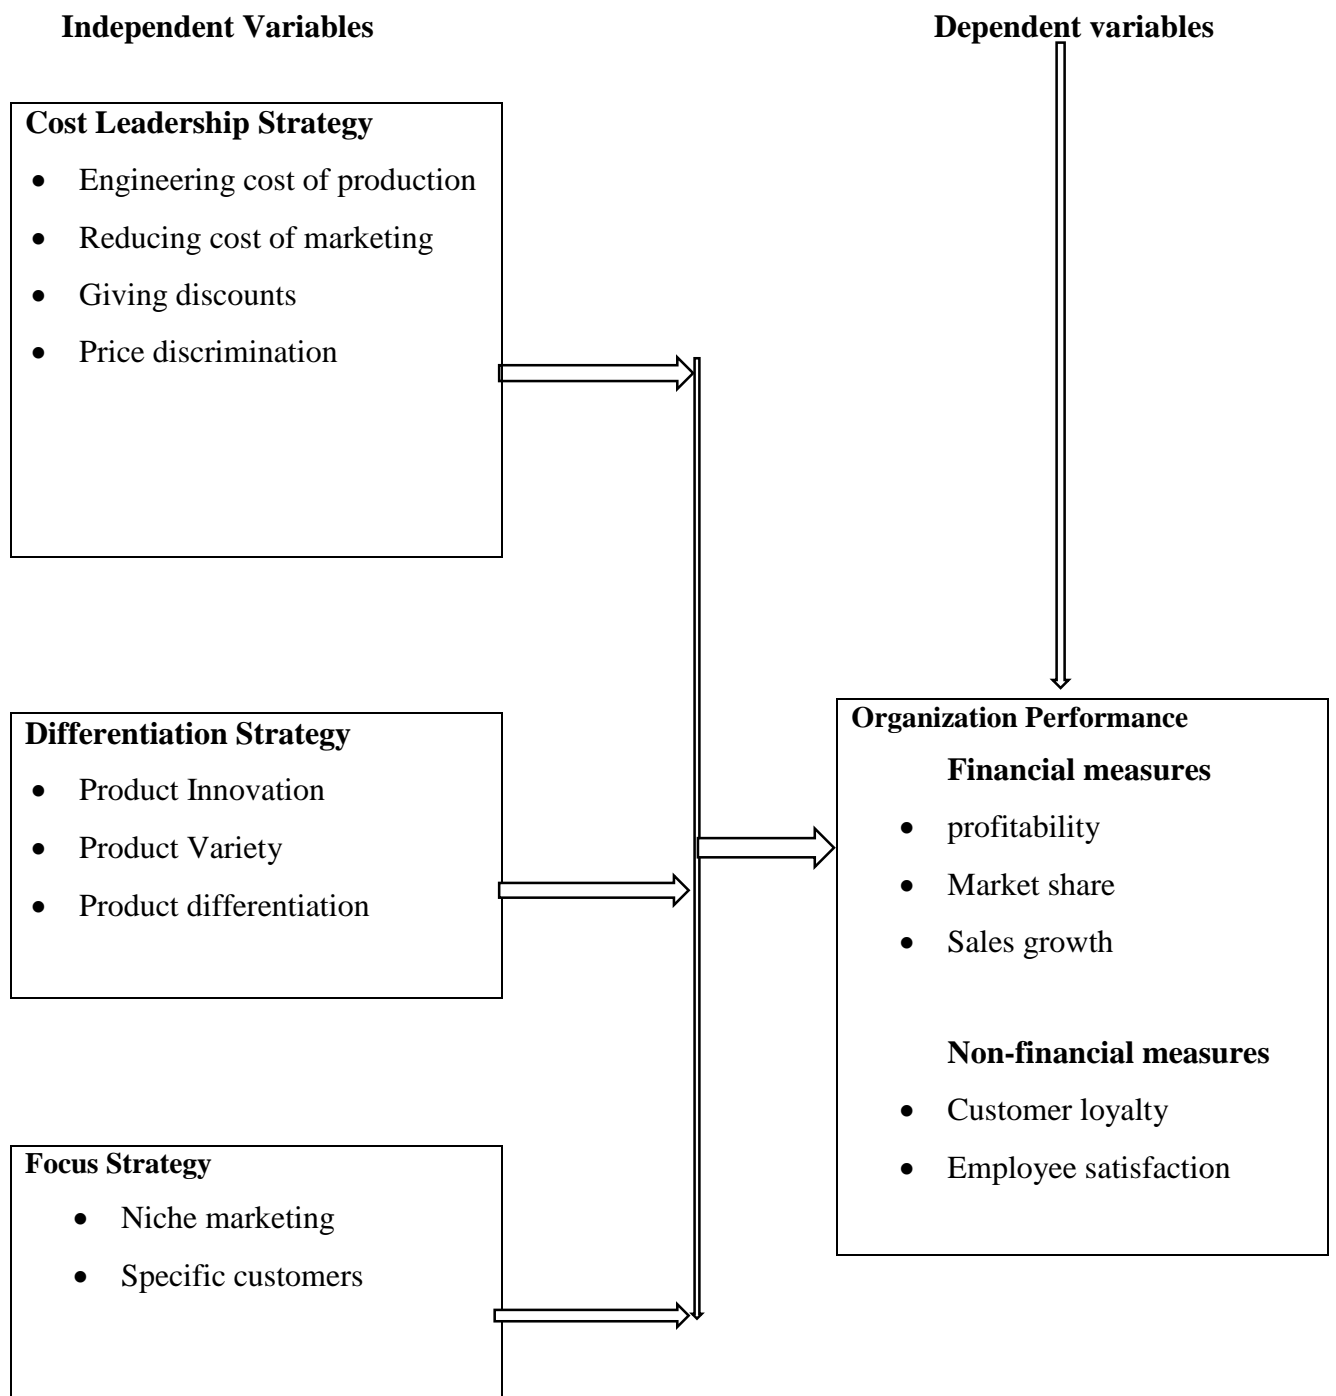 Independent Variables
Dependent variables
Cost Leadership Strategy
• Engineering cost of production
• Reducing cost of marketing
• Giving discounts
• Price discrimination
Differentiation Strategy
• Product Innovation
• Product Variety
• Product differentiation
Focus Strategy
• Niche marketing
• Specific customers
Organization Performance
Financial measures
• profitability
• Market share
• Sales growth
Non-financial measures
• Customer loyalty
• Employee satisfaction